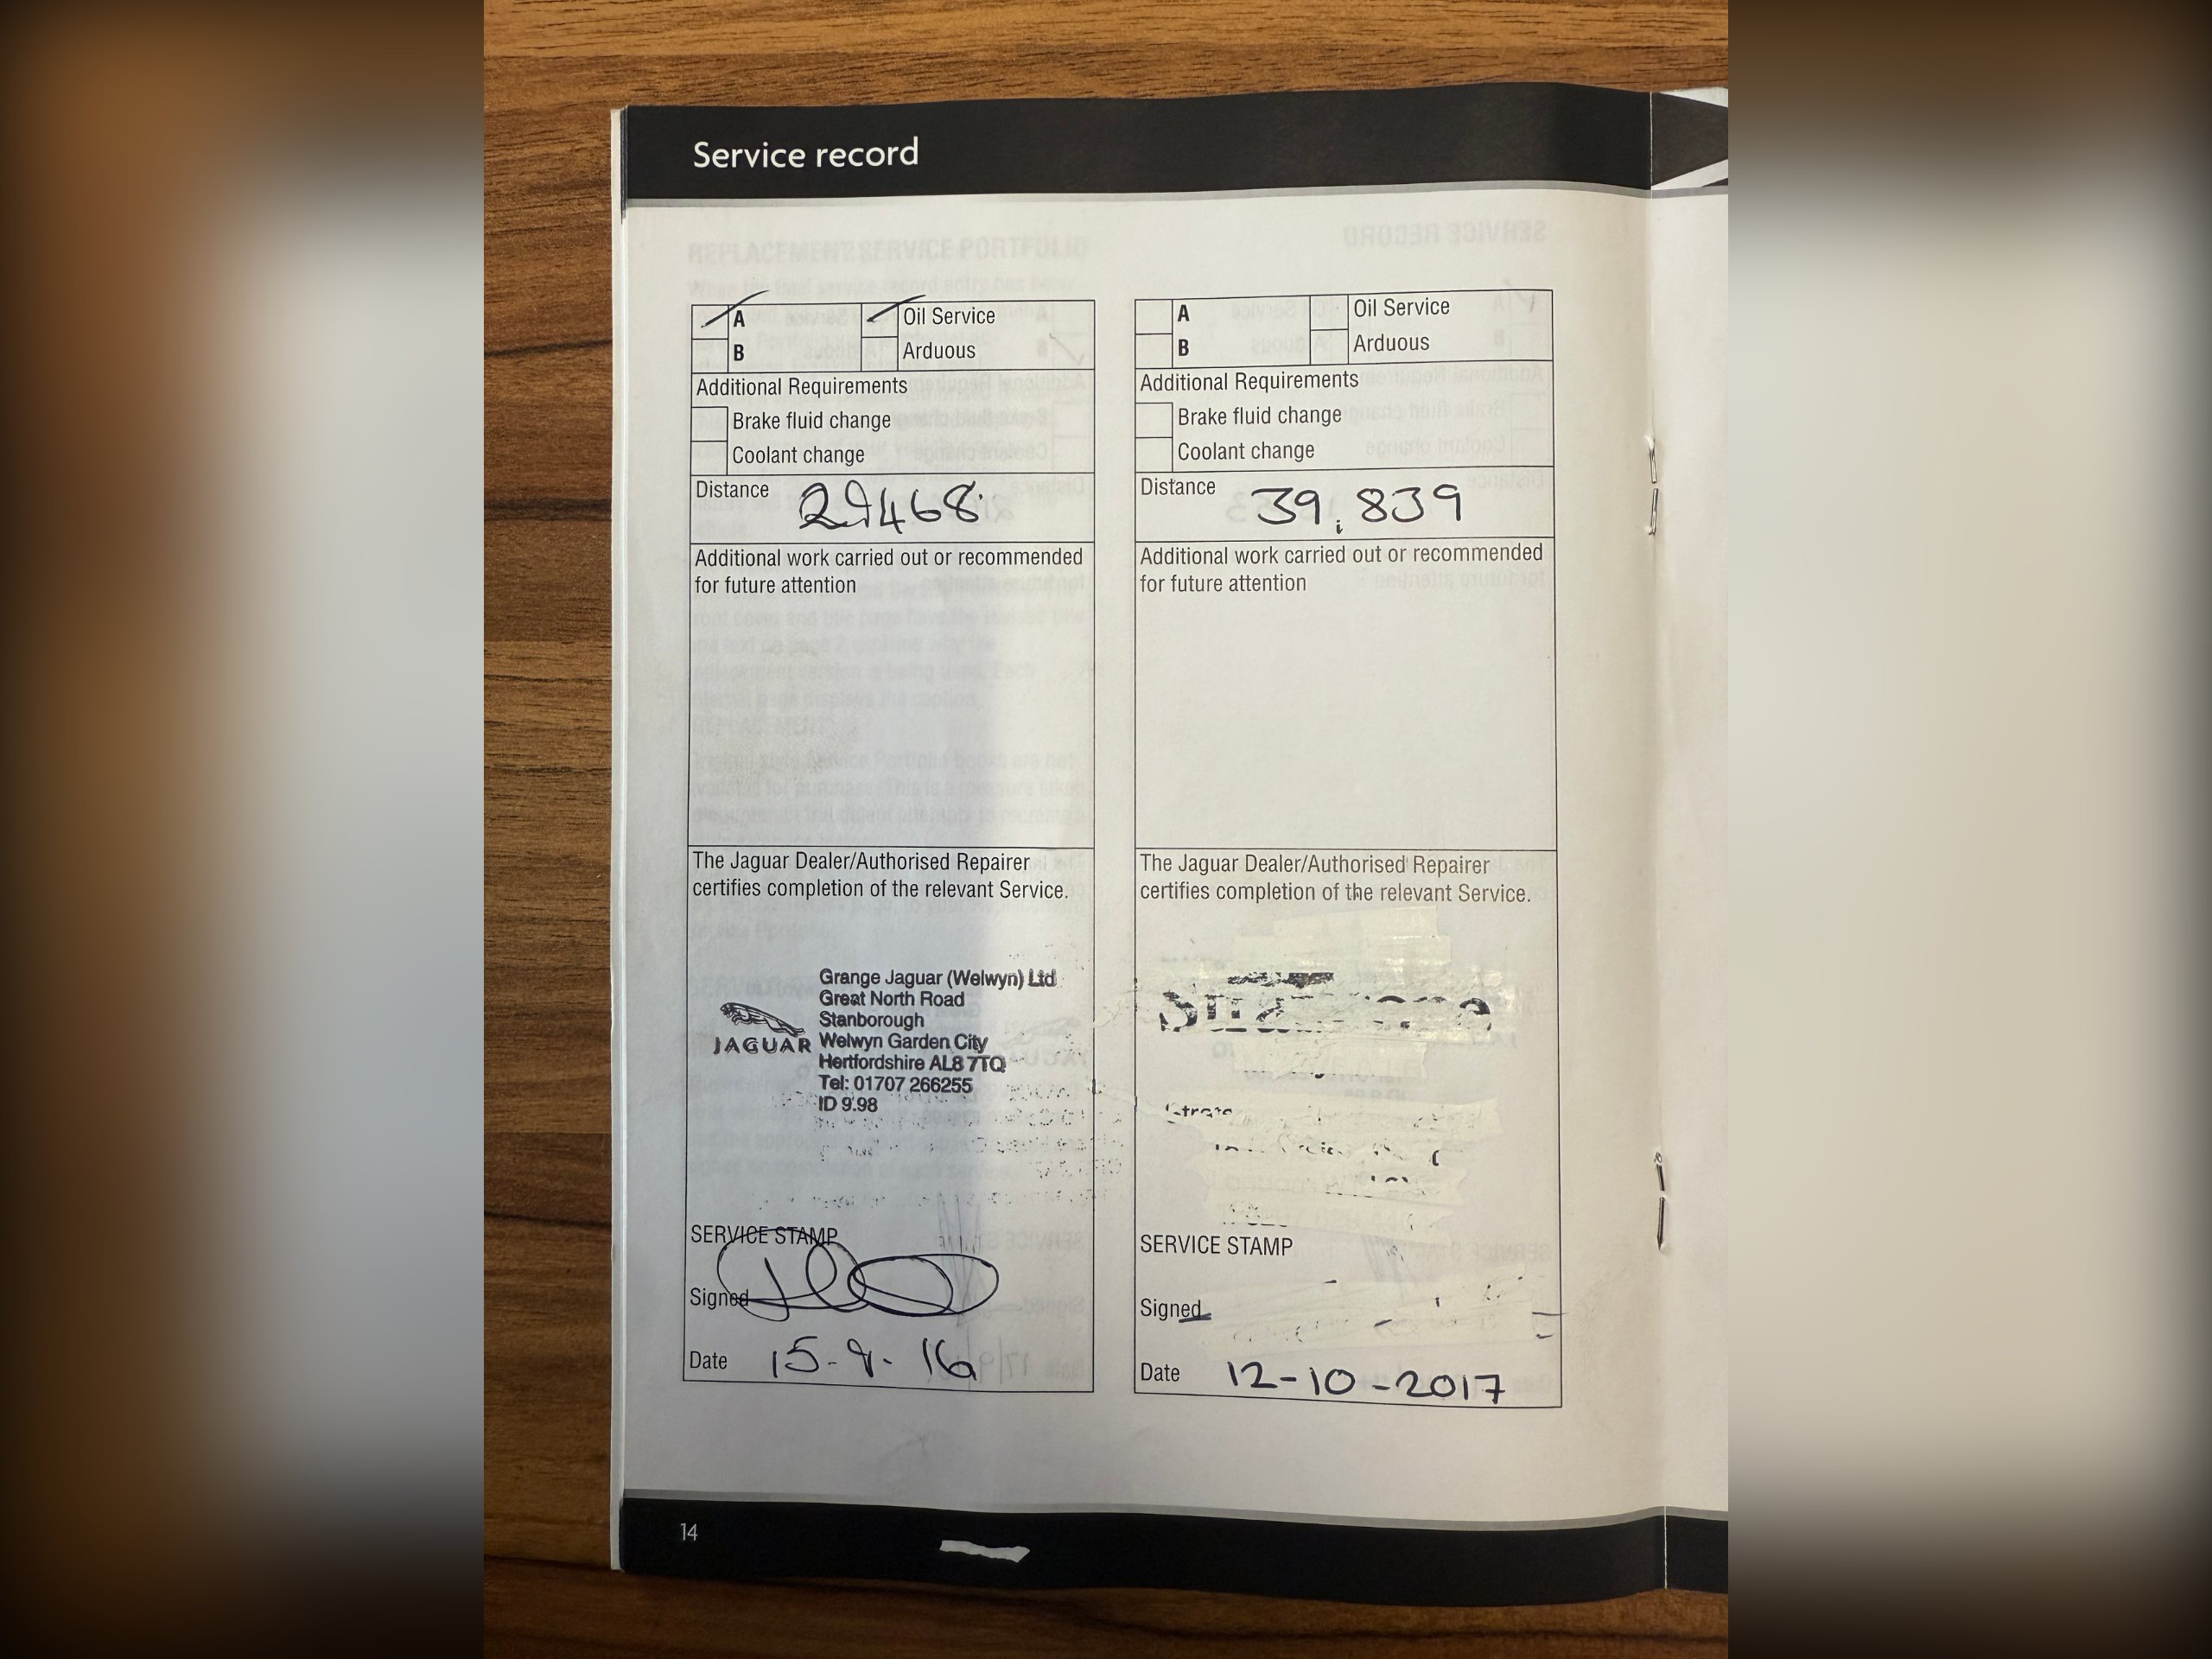 Service record
A
Oil Service
B
Arduous
Additional Requirements
Brake fluid change
Coolant change
Distance 29468
Additional work carried out or recommended
for future attention
The Jaguar Dealer/Authorised Repairer
certifies completion of the relevant Service.
JAGUAR
Grange Jaguar (Welwyn) Ltd
Great North Road
Stanborough
Welwyn Garden City
Hertfordshire AL8 7TQ
Tel: 01707 266255
ID 9.98
SERVICE STAMP
Signed
Date 15-9-16
A
Oil Service
B
Arduous
Additional Requirements
Brake fluid change
Coolant change
Distance 39,839
Additional work carried out or recommended
for future attention
The Jaguar Dealer/Authorised Repairer
certifies completion of the relevant Service.
SERVICE STAMP
Signed
Date 12-10-2017
14